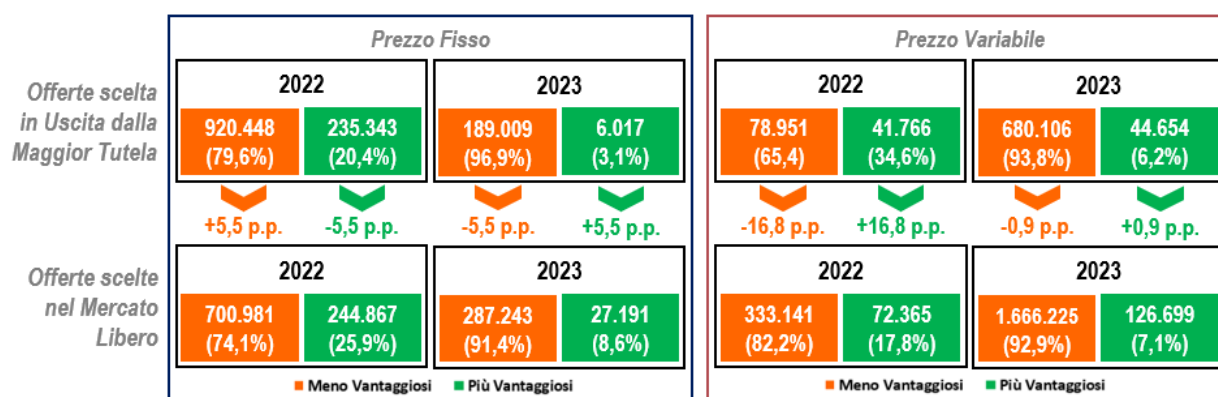 Prezzo Fisso
Prezzo Variabile
Offerte scelta
in Uscita dalla
Maggior Tutela
2022
920.448
(79,6%)
235.343
(20,4%)
2023
189.009
(96,9%)
6.017
(3,1%)
2022
78.951
(65,4)
41.766
(34,6%)
2023
680.106
(93,8%)
44.654
(6,2%)
+5,5 p.p.
-5,5 p.p.
-5,5 p.p.
+5,5 p.p.
-16,8 p.p.
+16,8 p.p.
-0,9 p.p.
+0,9 p.p.
Offerte scelte
nel Mercato
Libero
2022
700.981
(74,1%)
244.867
(25,9%)
2023
287.243
(91,4%)
27.191
(8,6%)
2022
333.141
(82,2%)
72.365
(17,8%)
2023
1.666.225
(92,9%)
126.699
(7,1%)
Meno Vantaggiosi
Più Vantaggiosi
Meno Vantaggiosi
Più Vantaggiosi